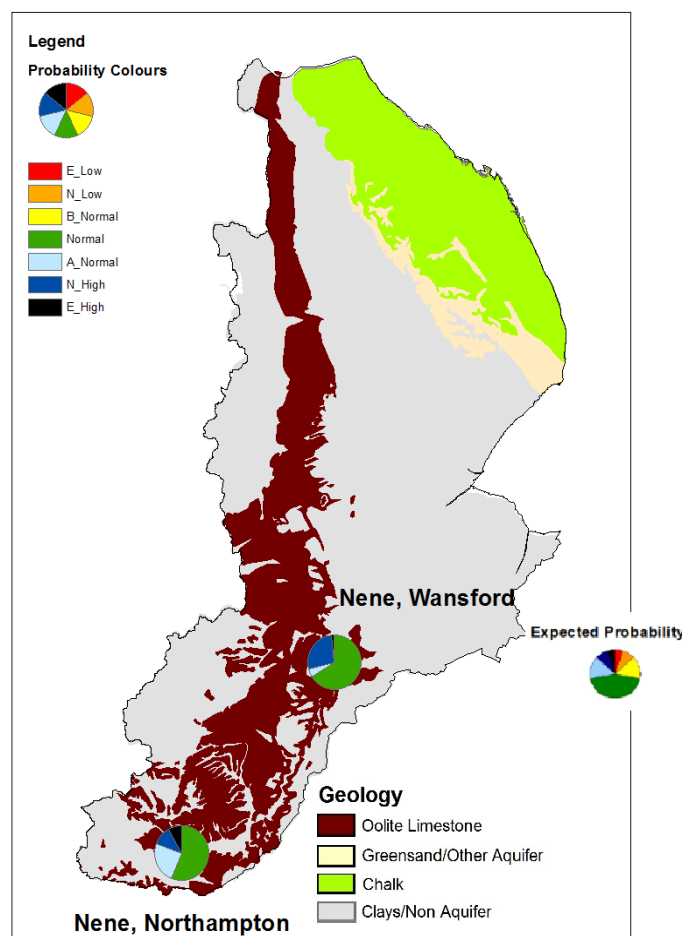 Legend
Probability Colours
E_Low
N_Low
B_Normal
Normal
A_Normal
N_High
E_High
Nene, Wansford
Expected Probability
Geology
Oolite Limestone
Greensand/Other Aquifer
Chalk
Clays/Non Aquifer
Nene, Northampton